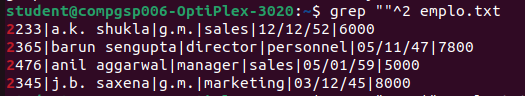 student@compgsp006-OptiPlex-3020:~$ grep ""^2 emplo.txt
2233|a.k. shukla|g.m.|sales|12/12/52|6000
2365|barun sengupta|director|personnel|05/11/47|7800
2476|anil aggarwal|manager|sales|05/01/59|5000
2345|j.b. saxena|g.m.|marketing|03/12/45|8000